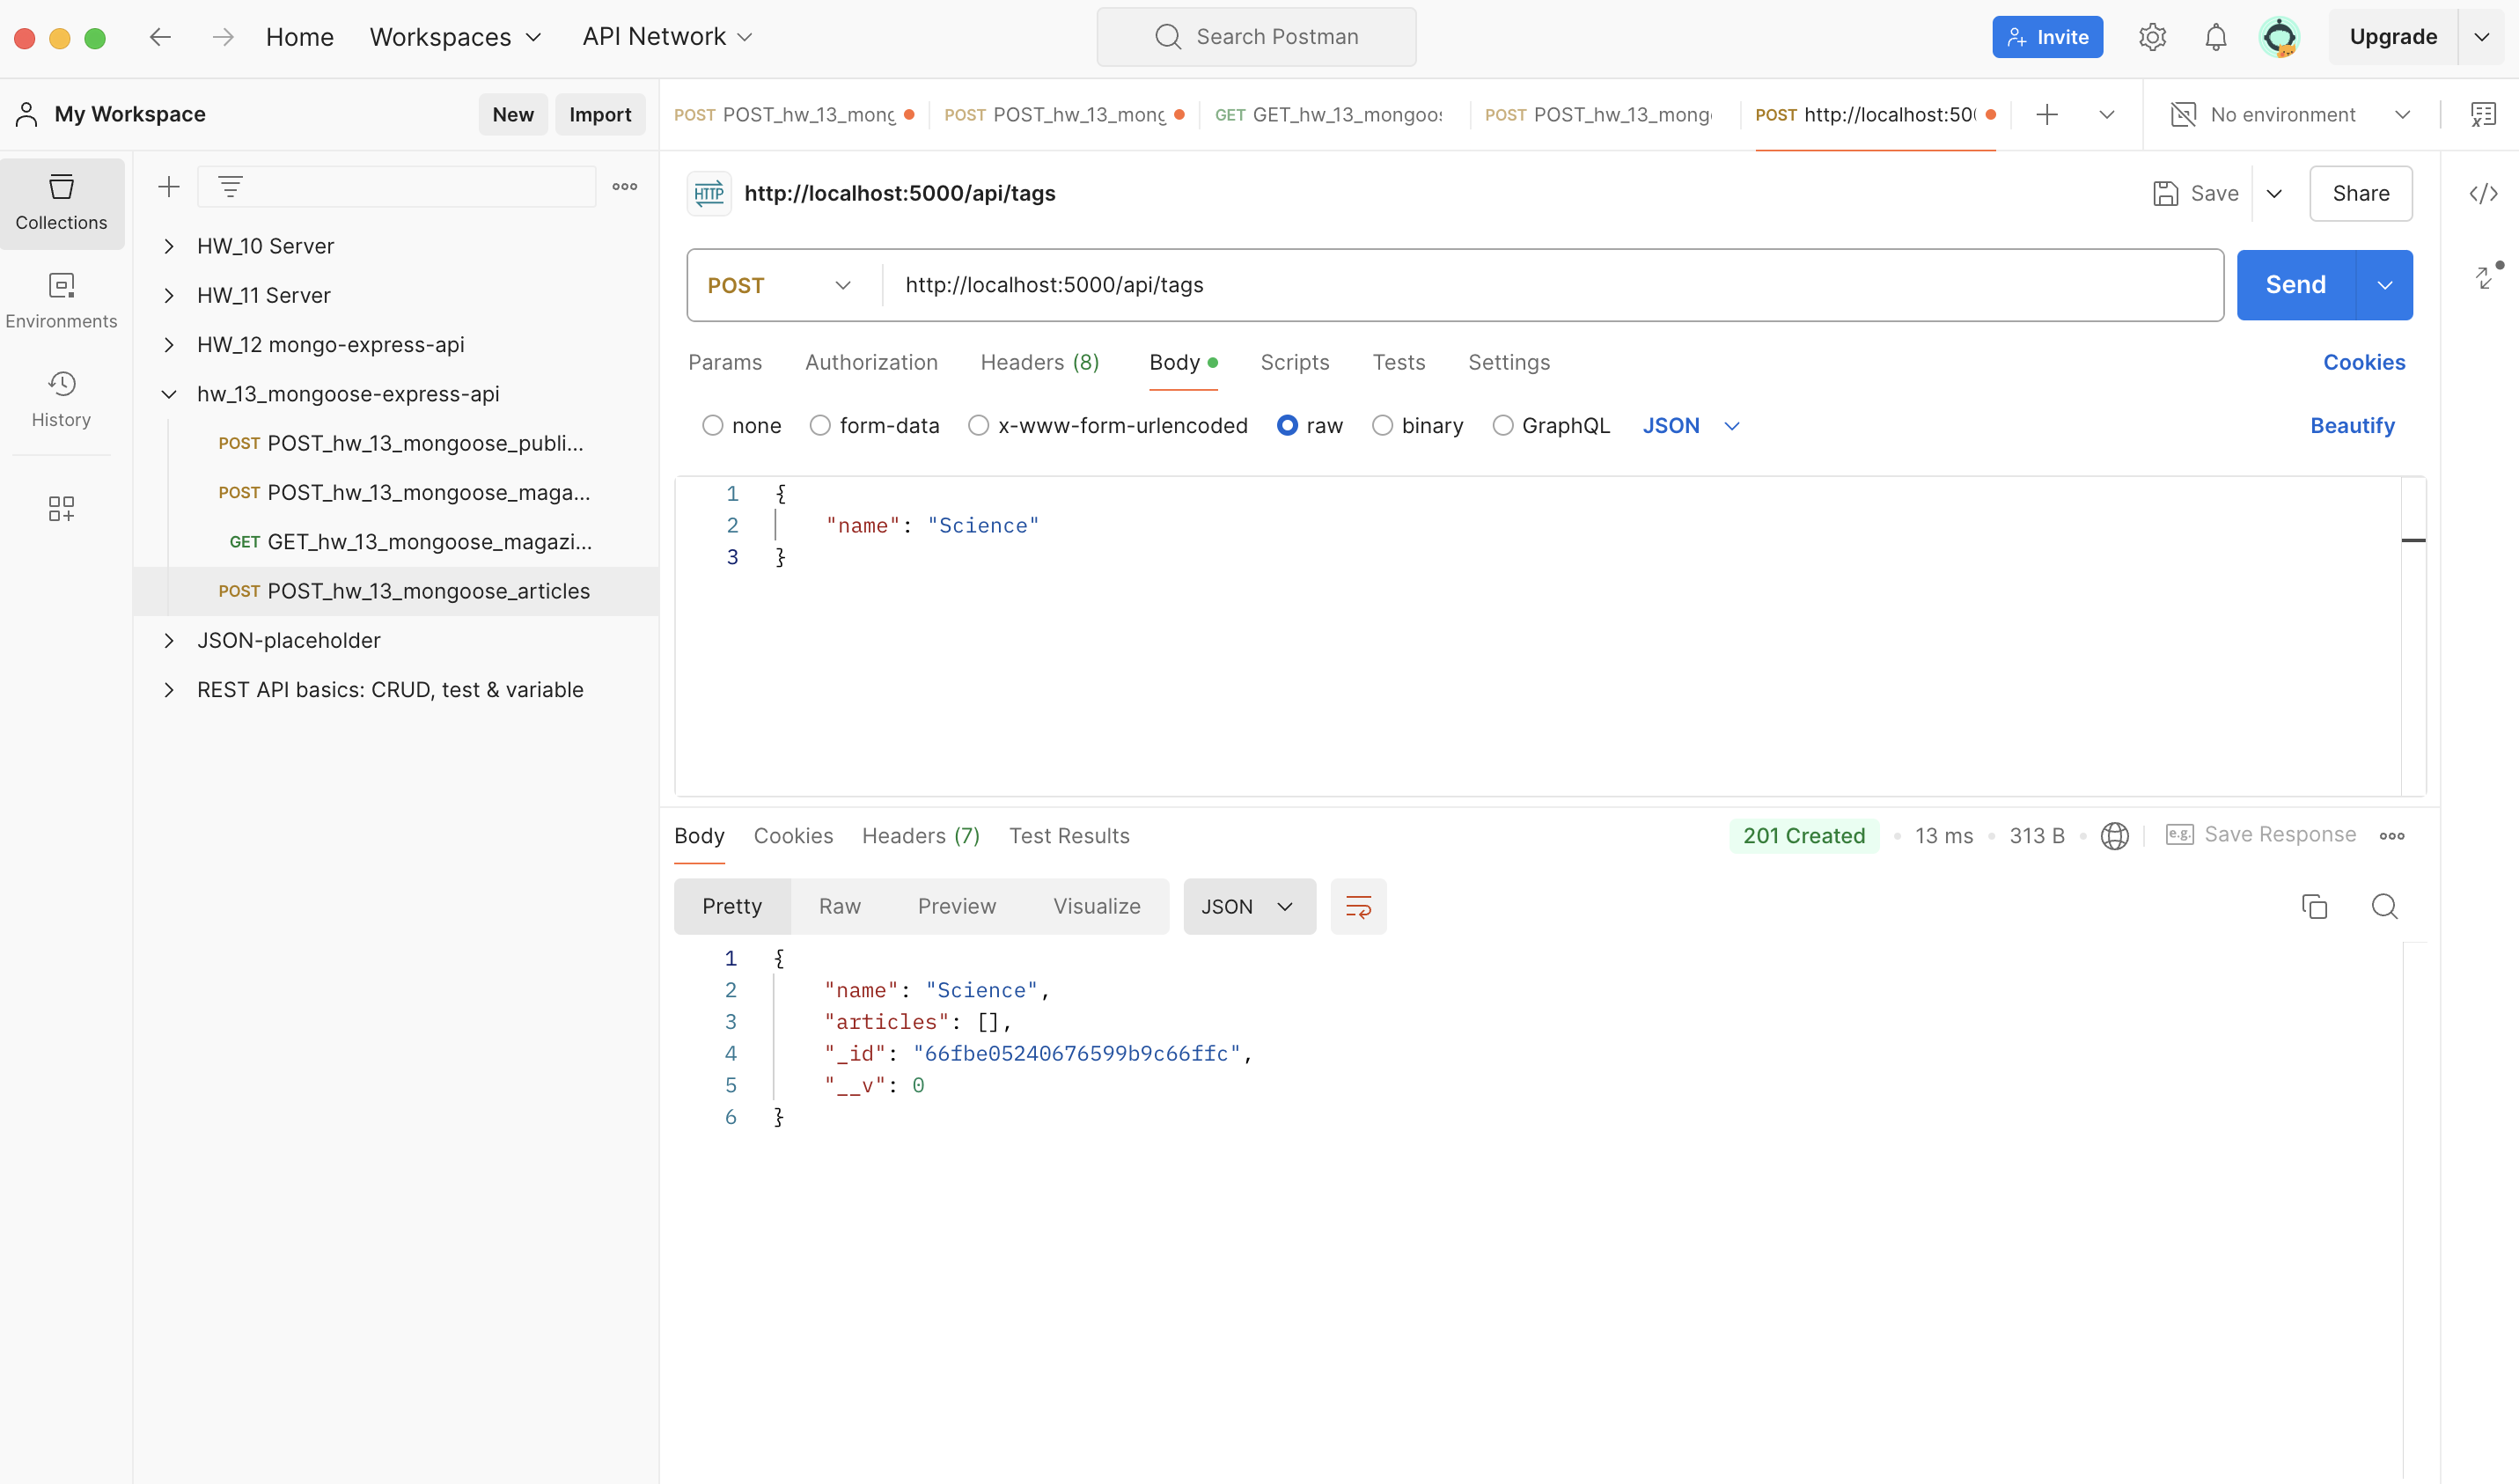 Home Workspaces API Network Search Postman Invite Upgrade
My Workspace New Import
POST POST_hw_13_mong POST POST_hw_13_mong GET GET_hw_13_mongoos POST POST_hw_13_mong POST http://localhost:500 No environment
Collections
Environments
History
HW_10 Server
HW_11 Server
HW_12 mongo-express-api
hw_13_mongoose-express-api
POST POST_hw_13_mongoose_publi...
POST POST_hw_13_mongoose_maga...
GET GET_hw_13_mongoose_magazi...
POST POST_hw_13_mongoose_articles
JSON-placeholder
REST API basics: CRUD, test & variable
HTTP http://localhost:5000/api/tags Save Share
POST http://localhost:5000/api/tags Send
Params Authorization Headers (8) Body Scripts Tests Settings Cookies
none form-data x-www-form-urlencoded raw binary GraphQL JSON Beautify
1 {
2 "name": "Science"
3 }
Body Cookies Headers (7) Test Results 201 Created 13 ms 313 B e.g. Save Response
Pretty Raw Preview Visualize JSON
1 {
2 "name": "Science",
3 "articles": [],
4 "_id": "66fbe05240676599b9c66ffc",
5 "__v": 0
6 }